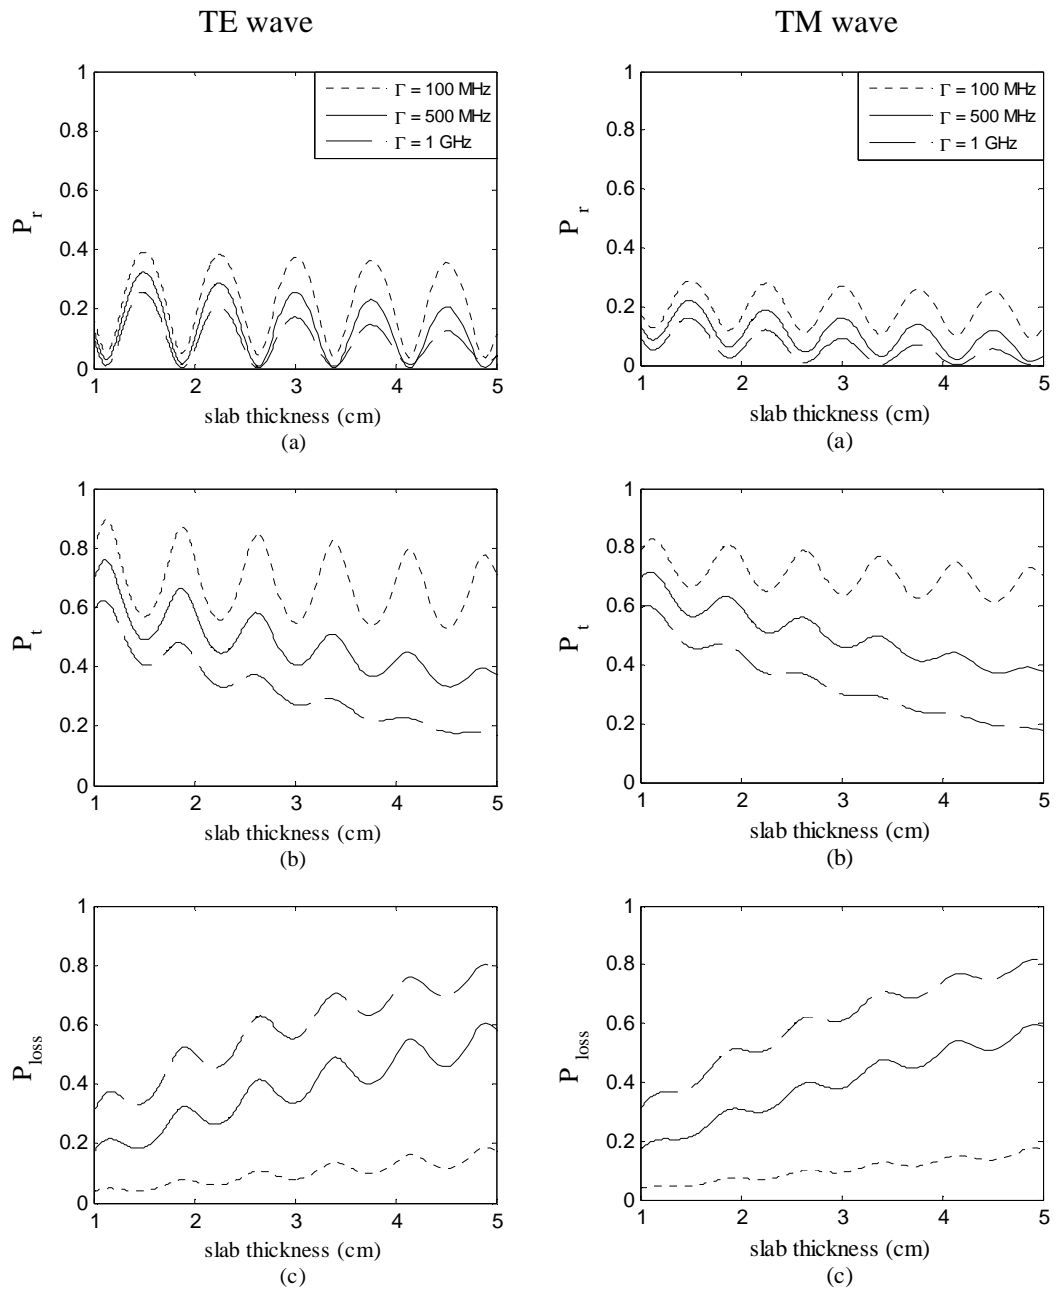 TE wave
TM wave
1
0.8
0.6
0.4
0.2
0
P_r
Γ = 100 MHz
Γ = 500 MHz
Γ = 1 GHz
1 2 3 4 5
slab thickness (cm)
(a)
1
0.8
0.6
0.4
0.2
0
P_r
Γ = 100 MHz
Γ = 500 MHz
Γ = 1 GHz
1 2 3 4 5
slab thickness (cm)
(a)
1
0.8
0.6
0.4
0.2
0
P_t
1 2 3 4 5
slab thickness (cm)
(b)
1
0.8
0.6
0.4
0.2
0
P_t
1 2 3 4 5
slab thickness (cm)
(b)
1
0.8
0.6
0.4
0.2
0
P_loss
1 2 3 4 5
slab thickness (cm)
(c)
1
0.8
0.6
0.4
0.2
0
P_loss
1 2 3 4 5
slab thickness (cm)
(c)